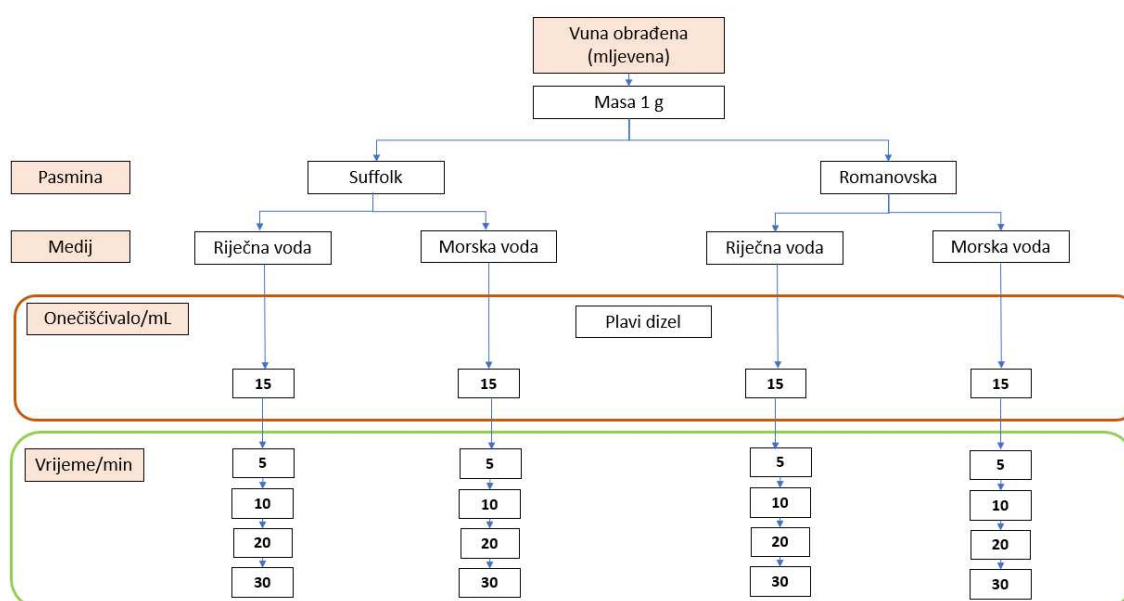 Vuna obrađena
(mljevena)
Masa 1 g
Pasmina
Suffolk
Romanovska
Medij
Riječna voda
Morska voda
Riječna voda
Morska voda
Onečišćivalo/mL
Plavi dizel
15
15
15
15
Vrijeme/min
5
5
5
5
10
10
10
10
20
20
20
20
30
30
30
30